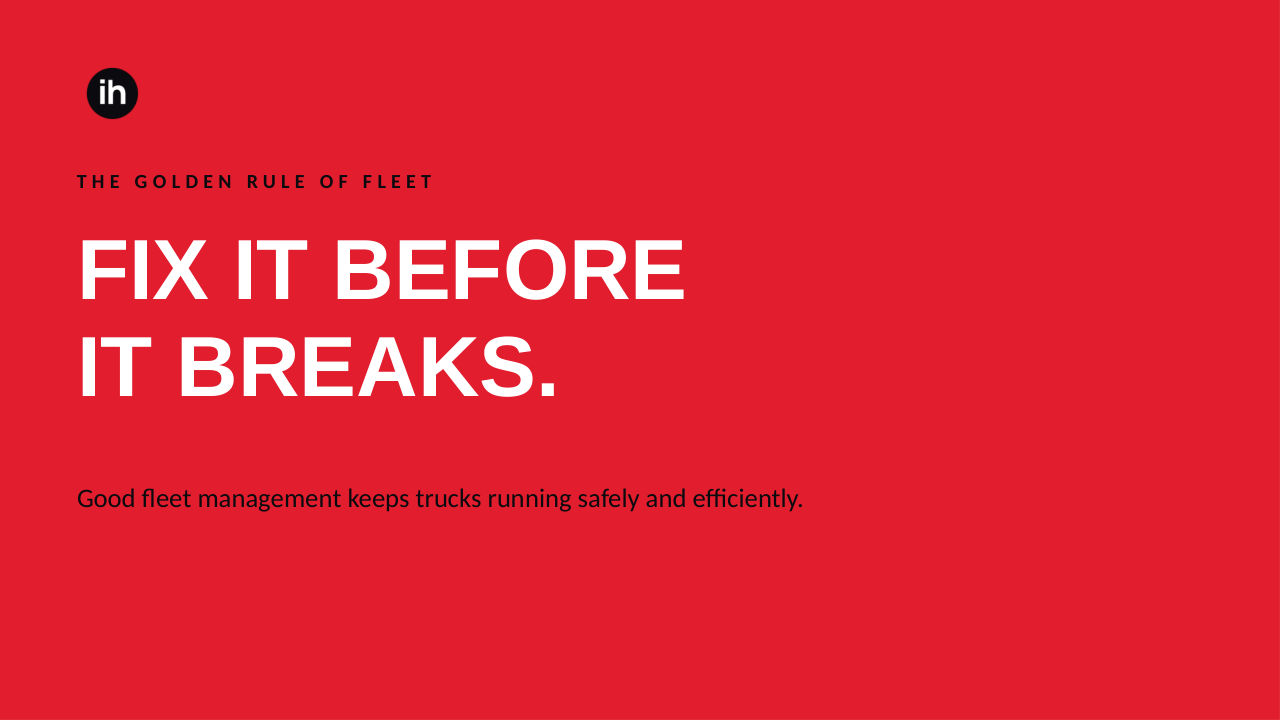 ih
THE GOLDEN RULE OF FLEET
FIX IT BEFORE
IT BREAKS.
Good fleet management keeps trucks running safely and efficiently.